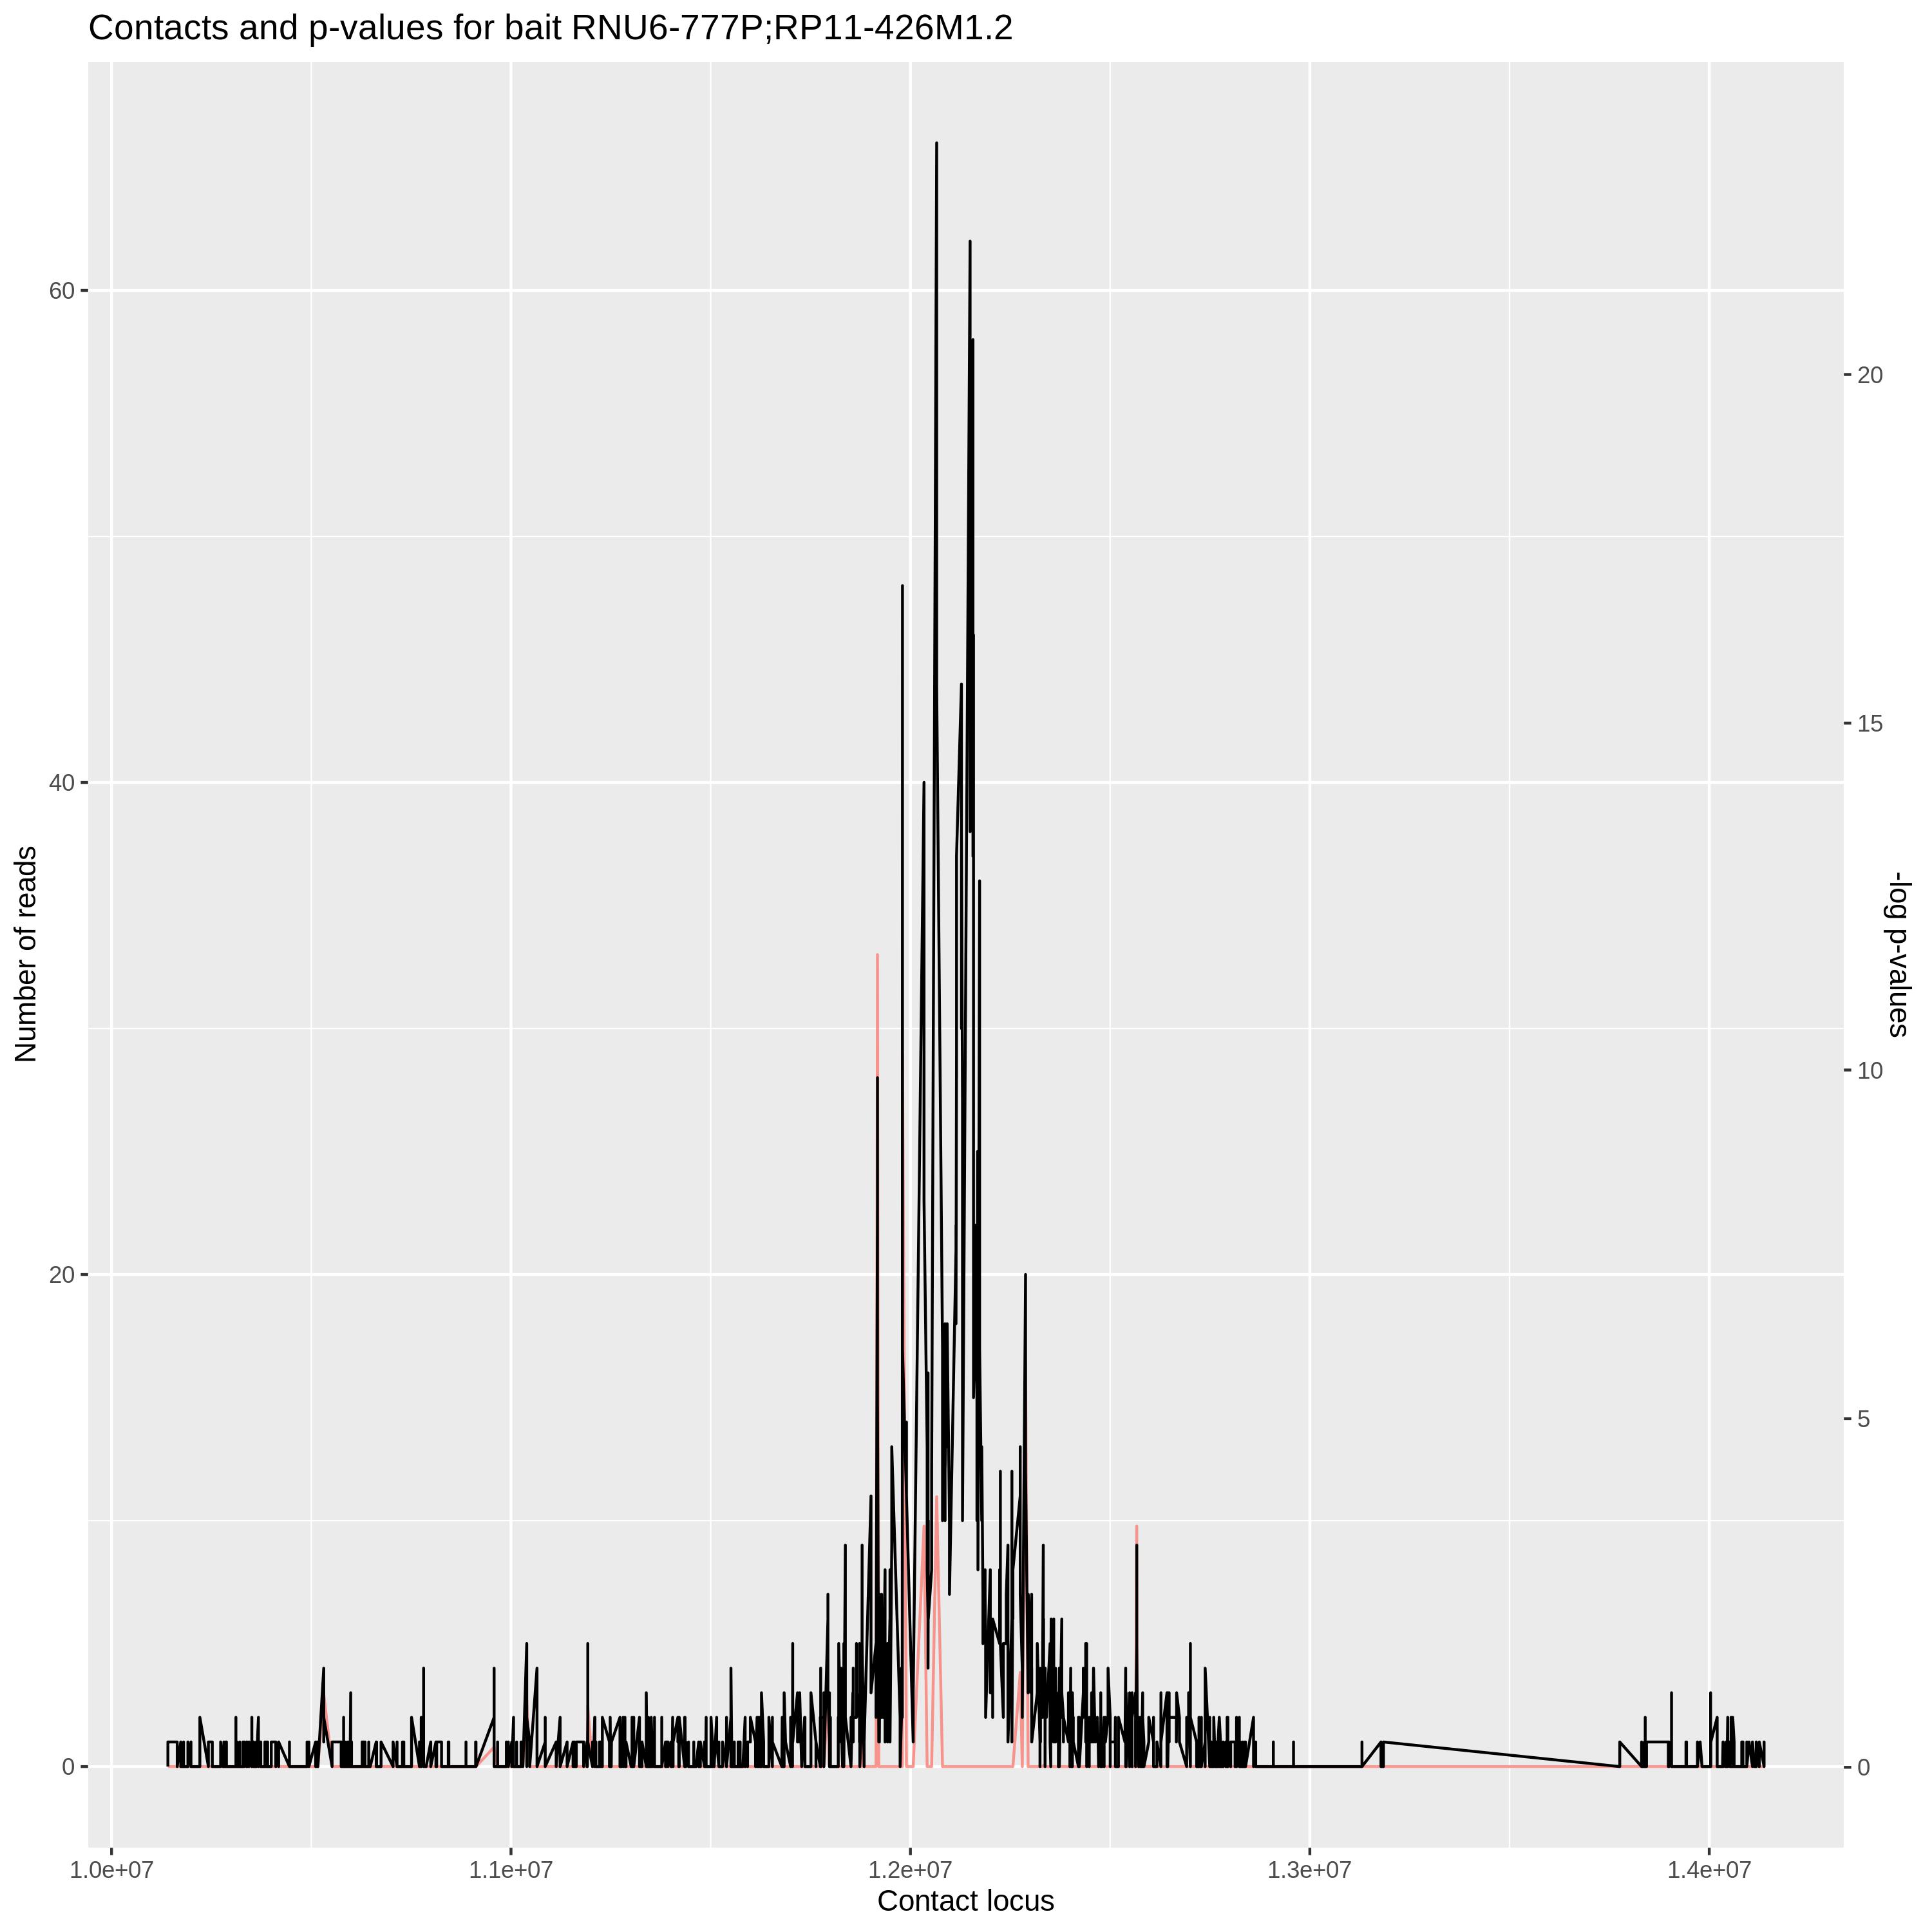 Contacts and p-values for bait RNU6-777P;RP11-426M1.2
60
40
20
0
Number of reads
20
15
10
5
0
-log p-values
1.0e+07
1.1e+07
1.2e+07
1.3e+07
1.4e+07
Contact locus